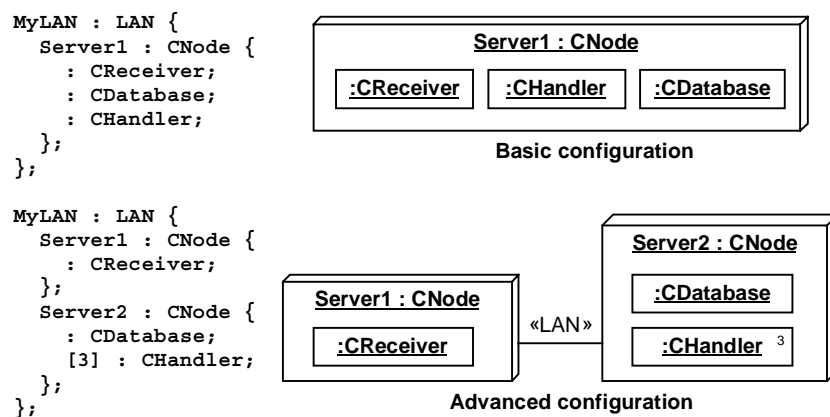 MyLAN : LAN {
Server1 : CNode {
: CReceiver;
: CDatabase;
: CHandler;
};
};
Server1 : CNode
:CReceiver :CHandler :CDatabase
Basic configuration
MyLAN : LAN {
Server1 : CNode {
: CReceiver;
};
Server2 : CNode {
: CDatabase;
[3] : CHandler;
};
};
Server1 : CNode
:CReceiver
«LAN»
Server2 : CNode
:CDatabase
:CHandler 3
Advanced configuration